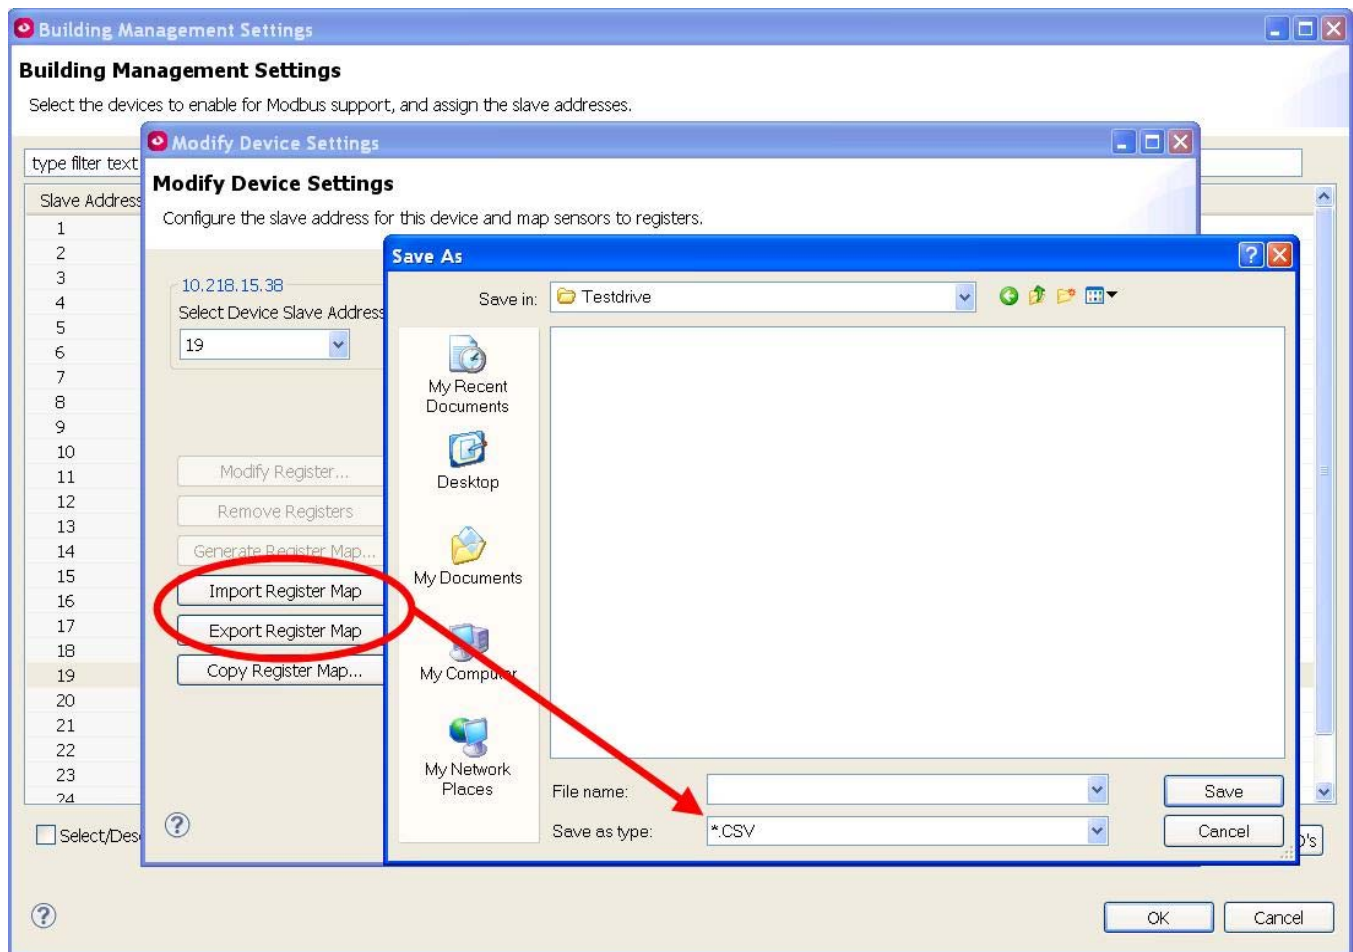 Building Management Settings
Building Management Settings
Select the devices to enable for Modbus support, and assign the slave addresses.
type filter text
Slave Address
1
2
3
4
5
6
7
8
9
10
11
12
13
14
15
16
17
18
19
20
21
22
23
24
Select/Des
D's
OK
Cancel
Modify Device Settings
Modify Device Settings
Configure the slave address for this device and map sensors to registers.
10.218.15.38
Select Device Slave Address
19
Modify Register...
Remove Registers
Generate Register Map...
Import Register Map
Export Register Map
Copy Register Map...
Save As
Save in:
Testdrive
My Recent
Documents
Desktop
My Documents
My Computer
My Network
Places
File name:
Save
Save as type:
*.CSV
Cancel